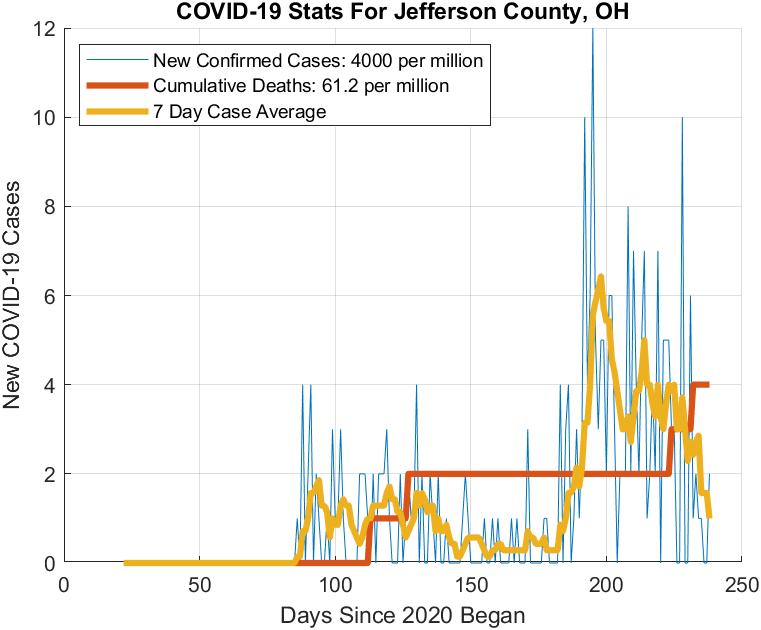 COVID-19 Stats For Jefferson County, OH
New Confirmed Cases: 4000 per million
Cumulative Deaths: 61.2 per million
7 Day Case Average
New COVID-19 Cases
12
10
8
6
4
2
0
0 50 100 150 200 250
Days Since 2020 Began